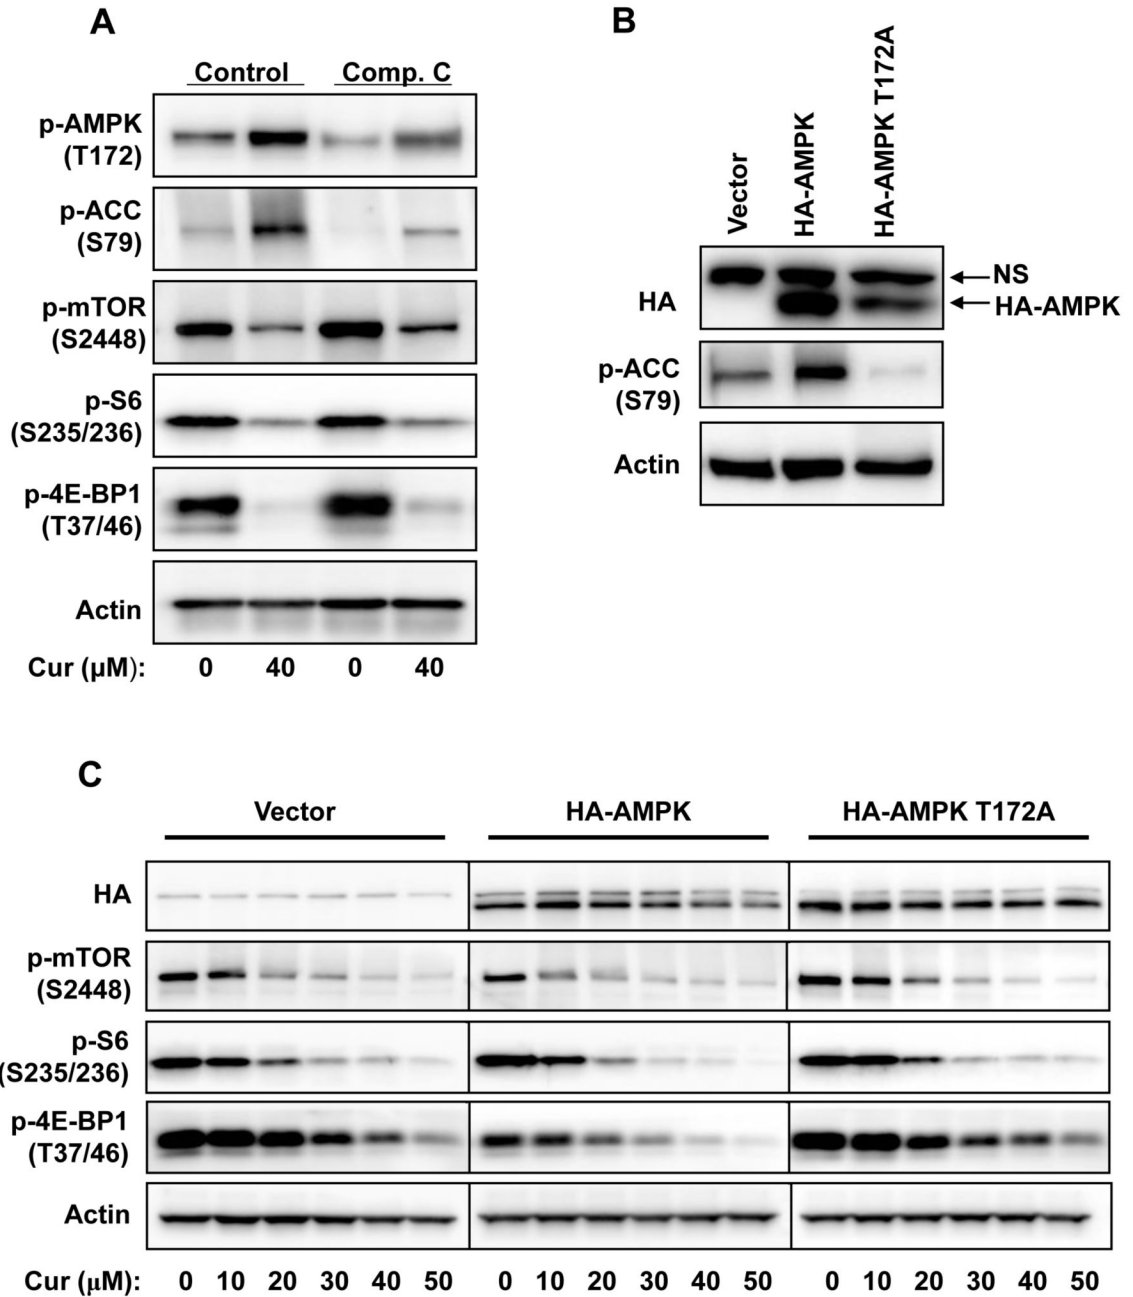 A
Control Comp. C
p-AMPK
(T172)
p-ACC
(S79)
p-mTOR
(S2448)
p-S6
(S235/236)
p-4E-BP1
(T37/46)
Actin
Cur (µM): 0 40 0 40
B
Vector HA-AMPK HA-AMPK T172A
NS
HA HA-AMPK
p-ACC
(S79)
Actin
C
Vector HA-AMPK HA-AMPK T172A
HA
p-mTOR
(S2448)
p-S6
(S235/236)
p-4E-BP1
(T37/46)
Actin
Cur (µM): 0 10 20 30 40 50 0 10 20 30 40 50 0 10 20 30 40 50